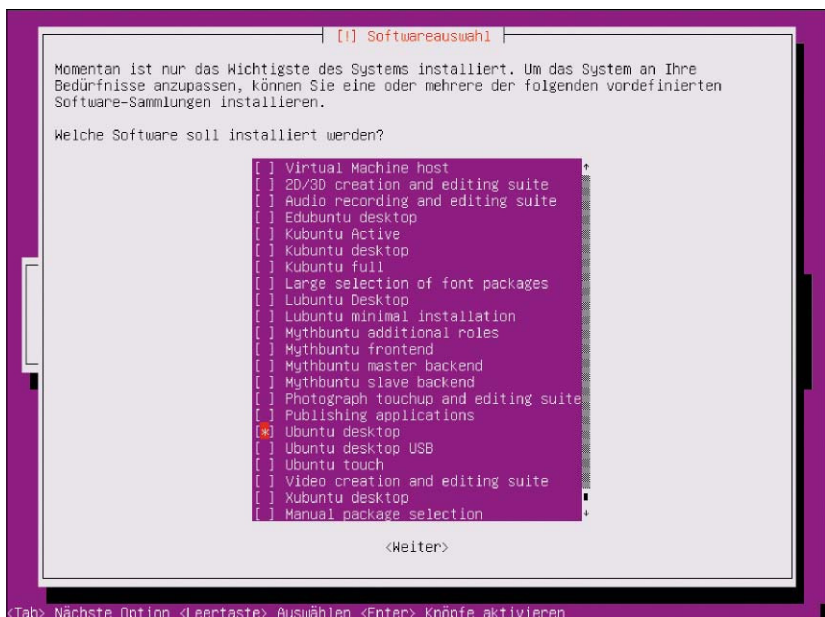 [!] Softwareauswahl
Momentan ist nur das Wichtigste des Systems installiert. Um das System an Ihre
Bedürfnisse anzupassen, können Sie eine oder mehrere der folgenden vordefinierten
Software-Sammlungen installieren.
Welche Software soll installiert werden?
[ ] Virtual Machine host
[ ] 2D/3D creation and editing suite
[ ] Audio recording and editing suite
[ ] Edubuntu desktop
[ ] Kubuntu Active
[ ] Kubuntu desktop
[ ] Kubuntu full
[ ] Large selection of font packages
[ ] Lubuntu Desktop
[ ] Lubuntu minimal installation
[ ] Mythbuntu additional roles
[ ] Mythbuntu frontend
[ ] Mythbuntu master backend
[ ] Mythbuntu slave backend
[ ] Photograph touchup and editing suite
[ ] Publishing applications
[*] Ubuntu desktop
[ ] Ubuntu desktop USB
[ ] Ubuntu touch
[ ] Video creation and editing suite
[ ] Xubuntu desktop
[ ] Manual package selection
<Weiter>
<Tab> Nächste Option <Leertaste> Auswählen <Enter> Knöpfe aktivieren